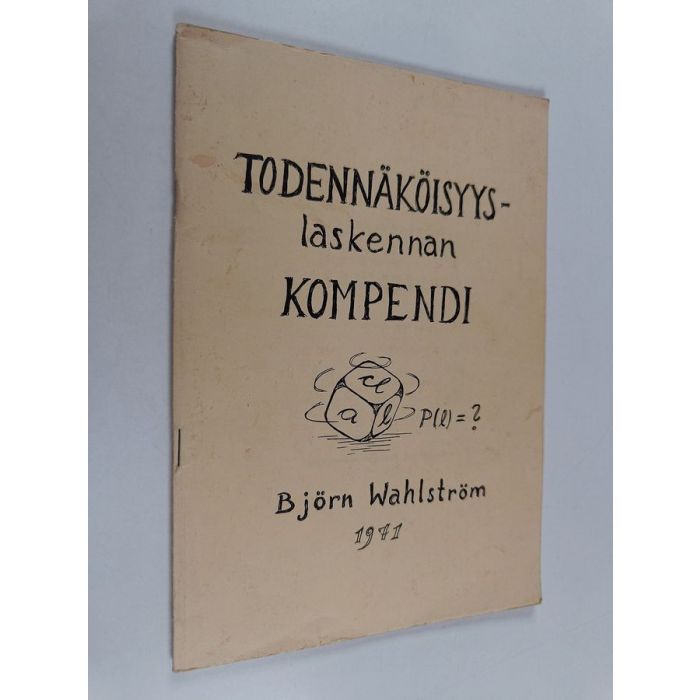 TODENNÄKÖISYYS-
laskennan
KOMPENDI
a
a l P(l) = ?
Björn Wahlström
1971